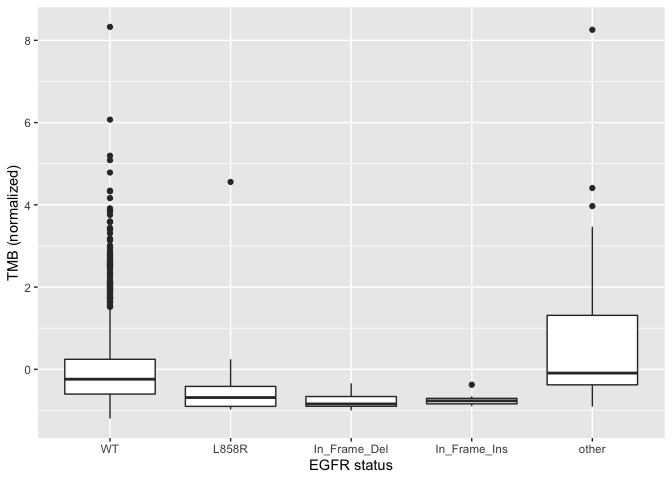 TMB (normalized)
8
6
4
2
0
WT L858R In_Frame_Del In_Frame_Ins other
EGFR status